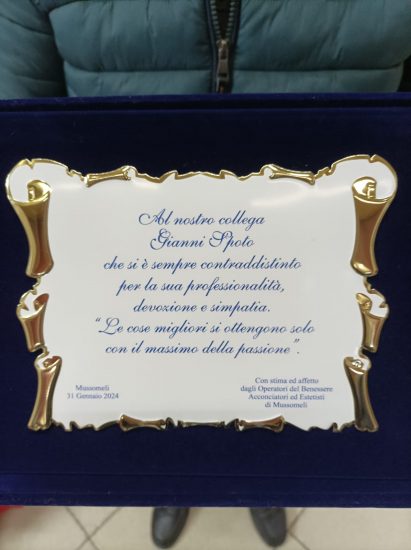 Al nostro collega
Gianni Spoto
che si è sempre contraddistinto
per la sua professionalità,
devozione e simpatia.
"Le cose migliori si ottengono solo
con il massimo della passione".
Mussomeli
31 Gennaio 2024
Con stima ed affetto
dagli Operatori del Benessere
Acconciatori ed Estetisti
di Mussomeli